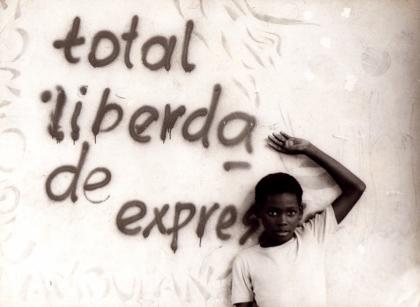 total
liberda
de
expres